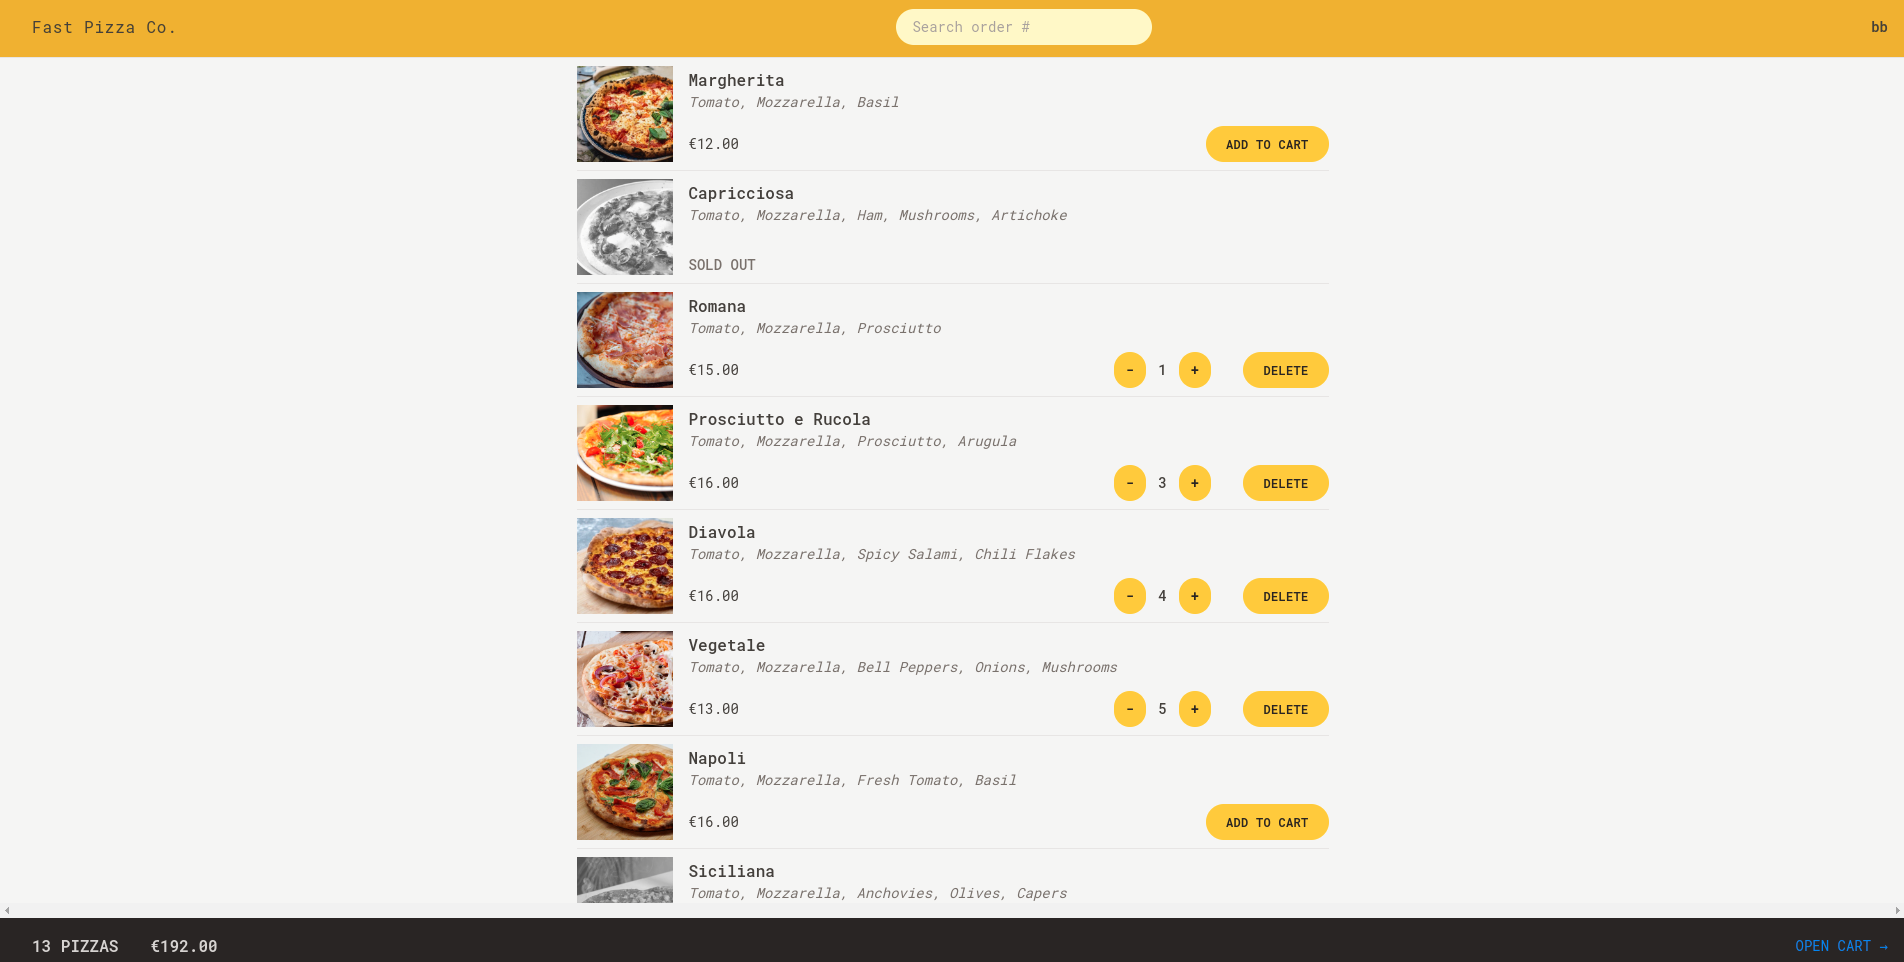 Fast Pizza Co.
Search order #
bb
Margherita
Tomato, Mozzarella, Basil
€12.00
ADD TO CART
Capricciosa
Tomato, Mozzarella, Ham, Mushrooms, Artichoke
SOLD OUT
Romana
Tomato, Mozzarella, Prosciutto
€15.00
- 1 +
DELETE
Prosciutto e Rucola
Tomato, Mozzarella, Prosciutto, Arugula
€16.00
- 3 +
DELETE
Diavola
Tomato, Mozzarella, Spicy Salami, Chili Flakes
€16.00
- 4 +
DELETE
Vegetale
Tomato, Mozzarella, Bell Peppers, Onions, Mushrooms
€13.00
- 5 +
DELETE
Napoli
Tomato, Mozzarella, Fresh Tomato, Basil
€16.00
ADD TO CART
Siciliana
Tomato, Mozzarella, Anchovies, Olives, Capers
13 PIZZAS
€192.00
OPEN CART →